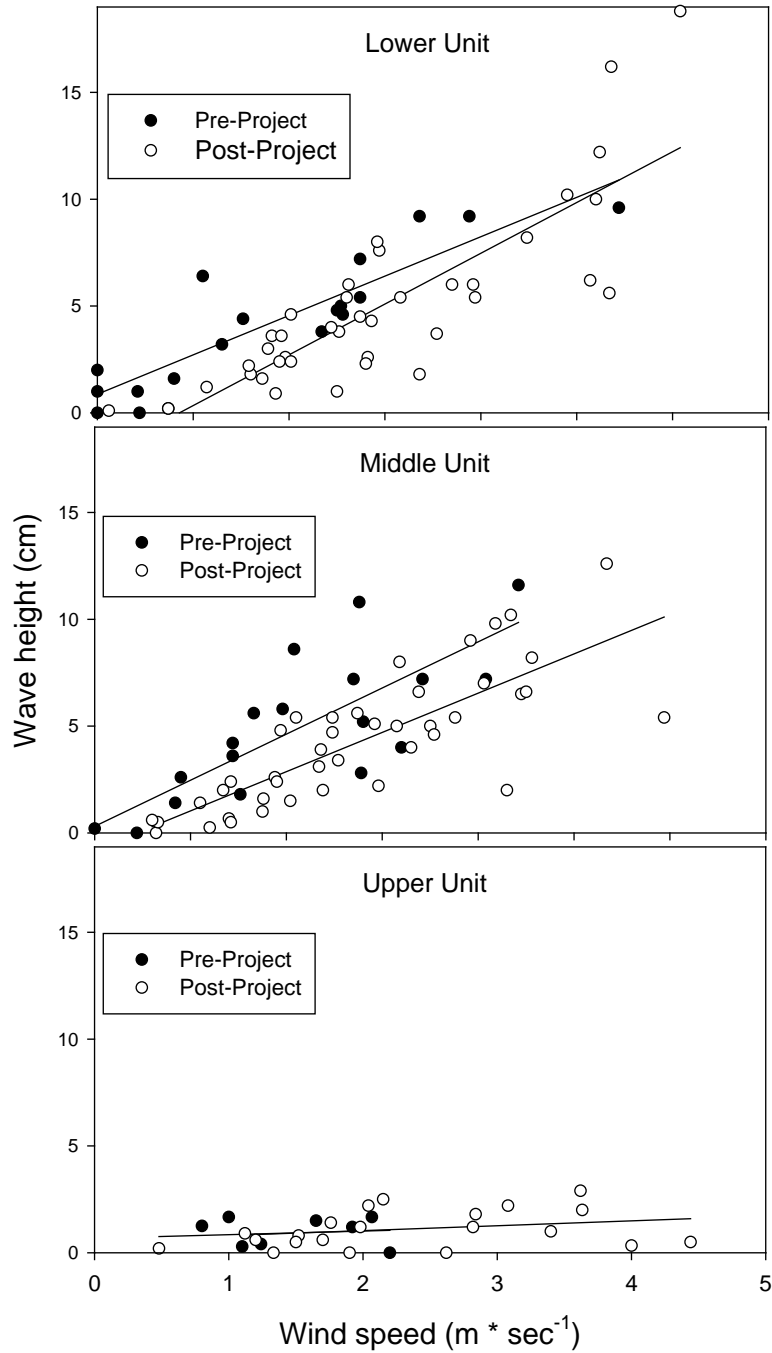 Lower Unit
15
10
5
0
Pre-Project
Post-Project
Middle Unit
15
10
5
0
Pre-Project
Post-Project
Wave height (cm)
Upper Unit
15
10
5
0
Pre-Project
Post-Project
0 1 2 3 4 5
Wind speed (m * sec⁻¹)